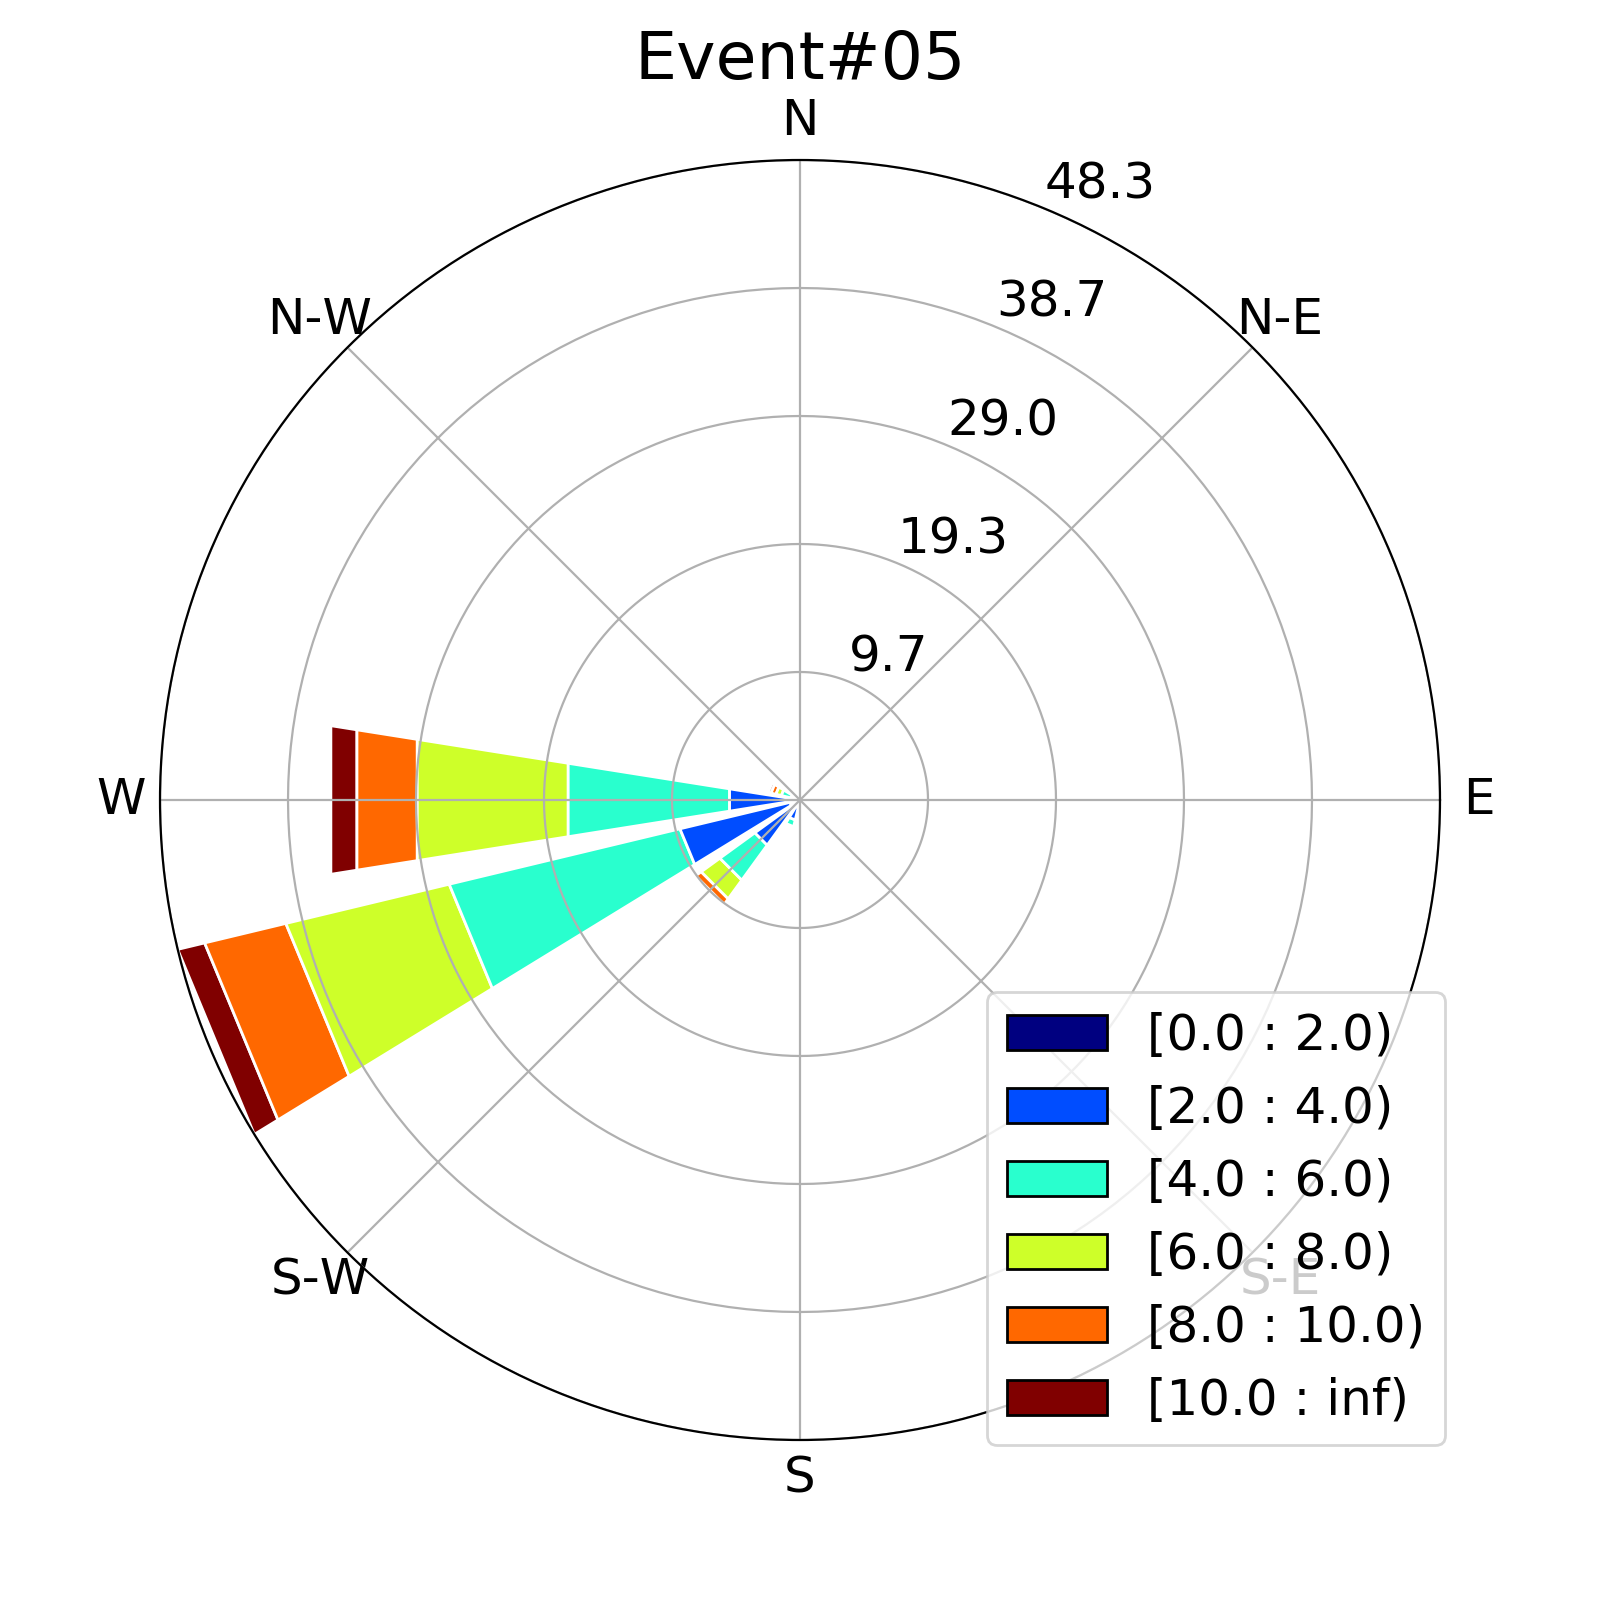 Event#05
N
48.3
38.7
N-W
N-E
29.0
19.3
9.7
W
E
[0.0 : 2.0)
[2.0 : 4.0)
[4.0 : 6.0)
[6.0 : 8.0)
S-W
S-E
[8.0 : 10.0)
[10.0 : inf)
S